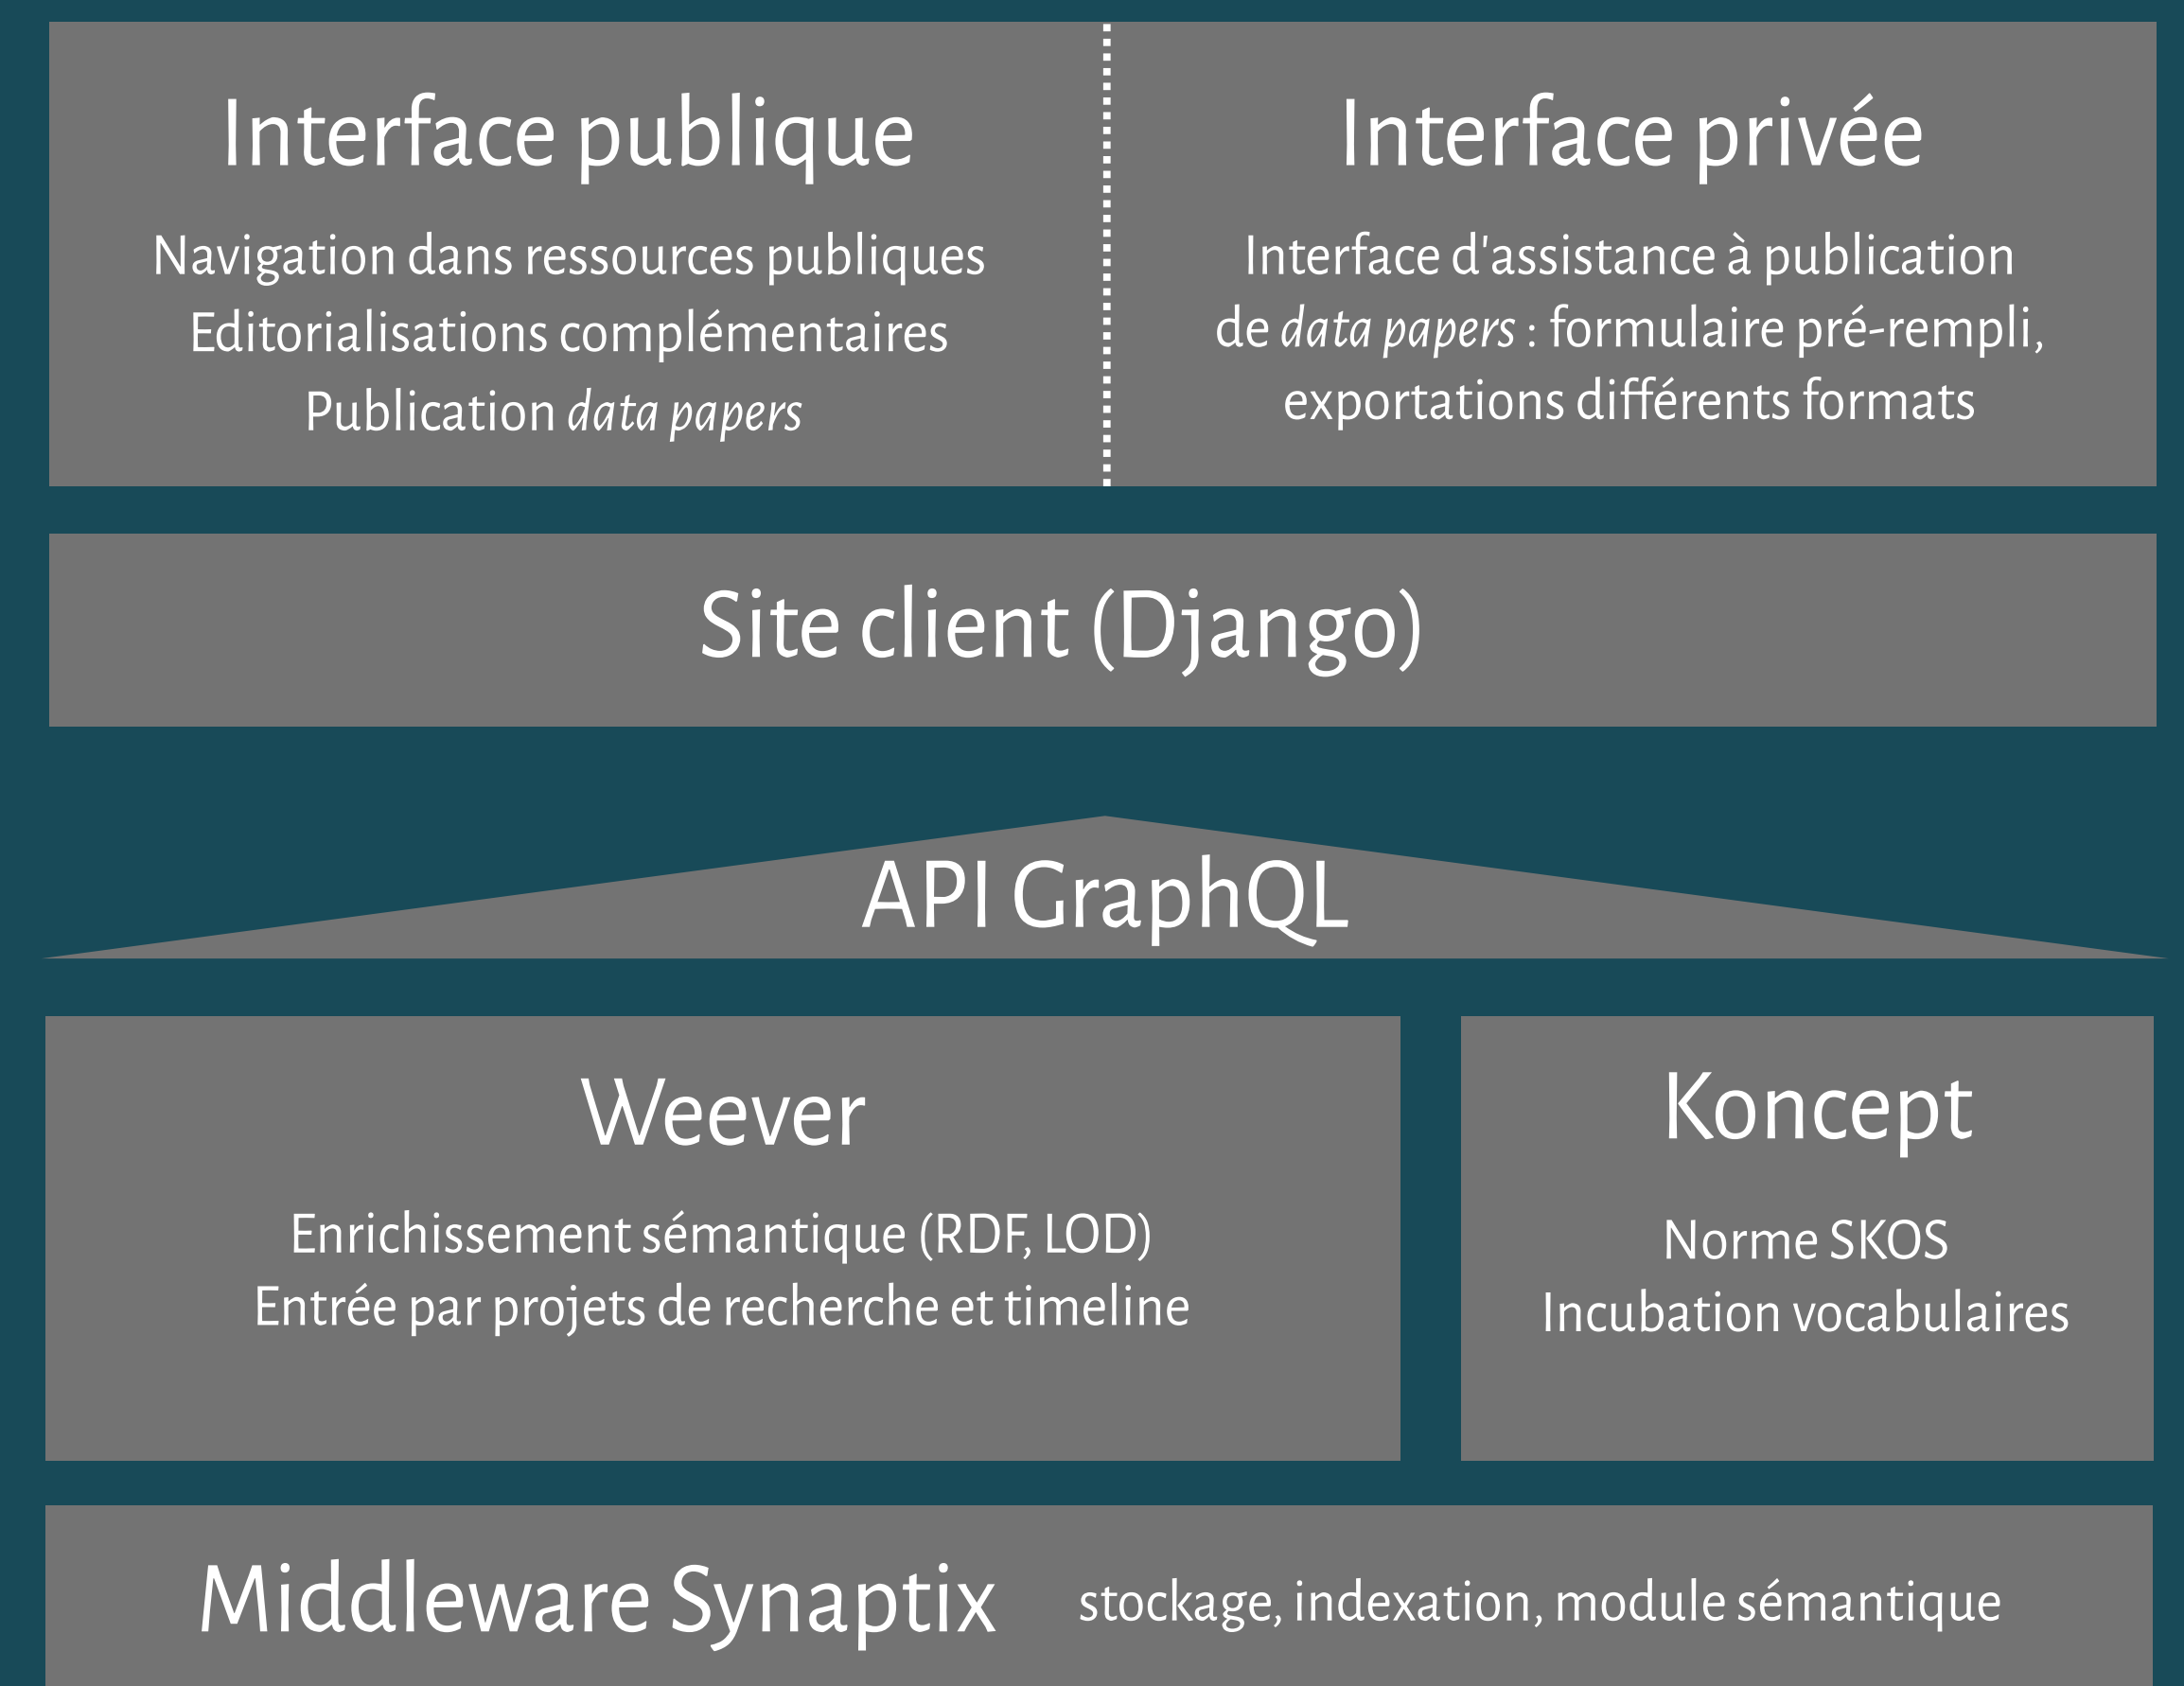 Interface publique
Navigation dans ressources publiques
Editorialisations complémentaires
Publication data papers
Interface privée
Interface d'assistance à publication
de data papers : formulaire pré-rempli,
exportations différents formats
Site client (Django)
API GraphQL
Weever
Enrichissement sémantique (RDF, LOD)
Entrée par projets de recherche et timeline
Koncept
Norme SKOS
Incubation vocabulaires
Middleware Synaptix stockage, indexation, module sémantique